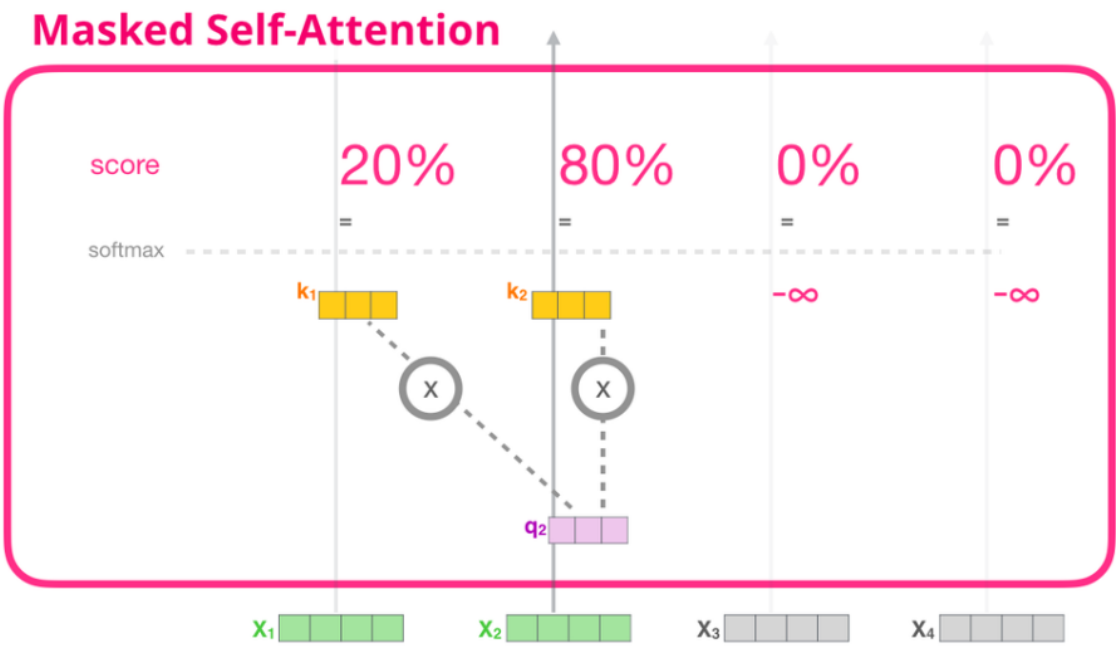 Masked Self-Attention
score 20% 80% 0% 0%
= = = =
softmax
k₁ k₂ -∞ -∞
X X
q₂
X₁ X₂ X₃ X₄